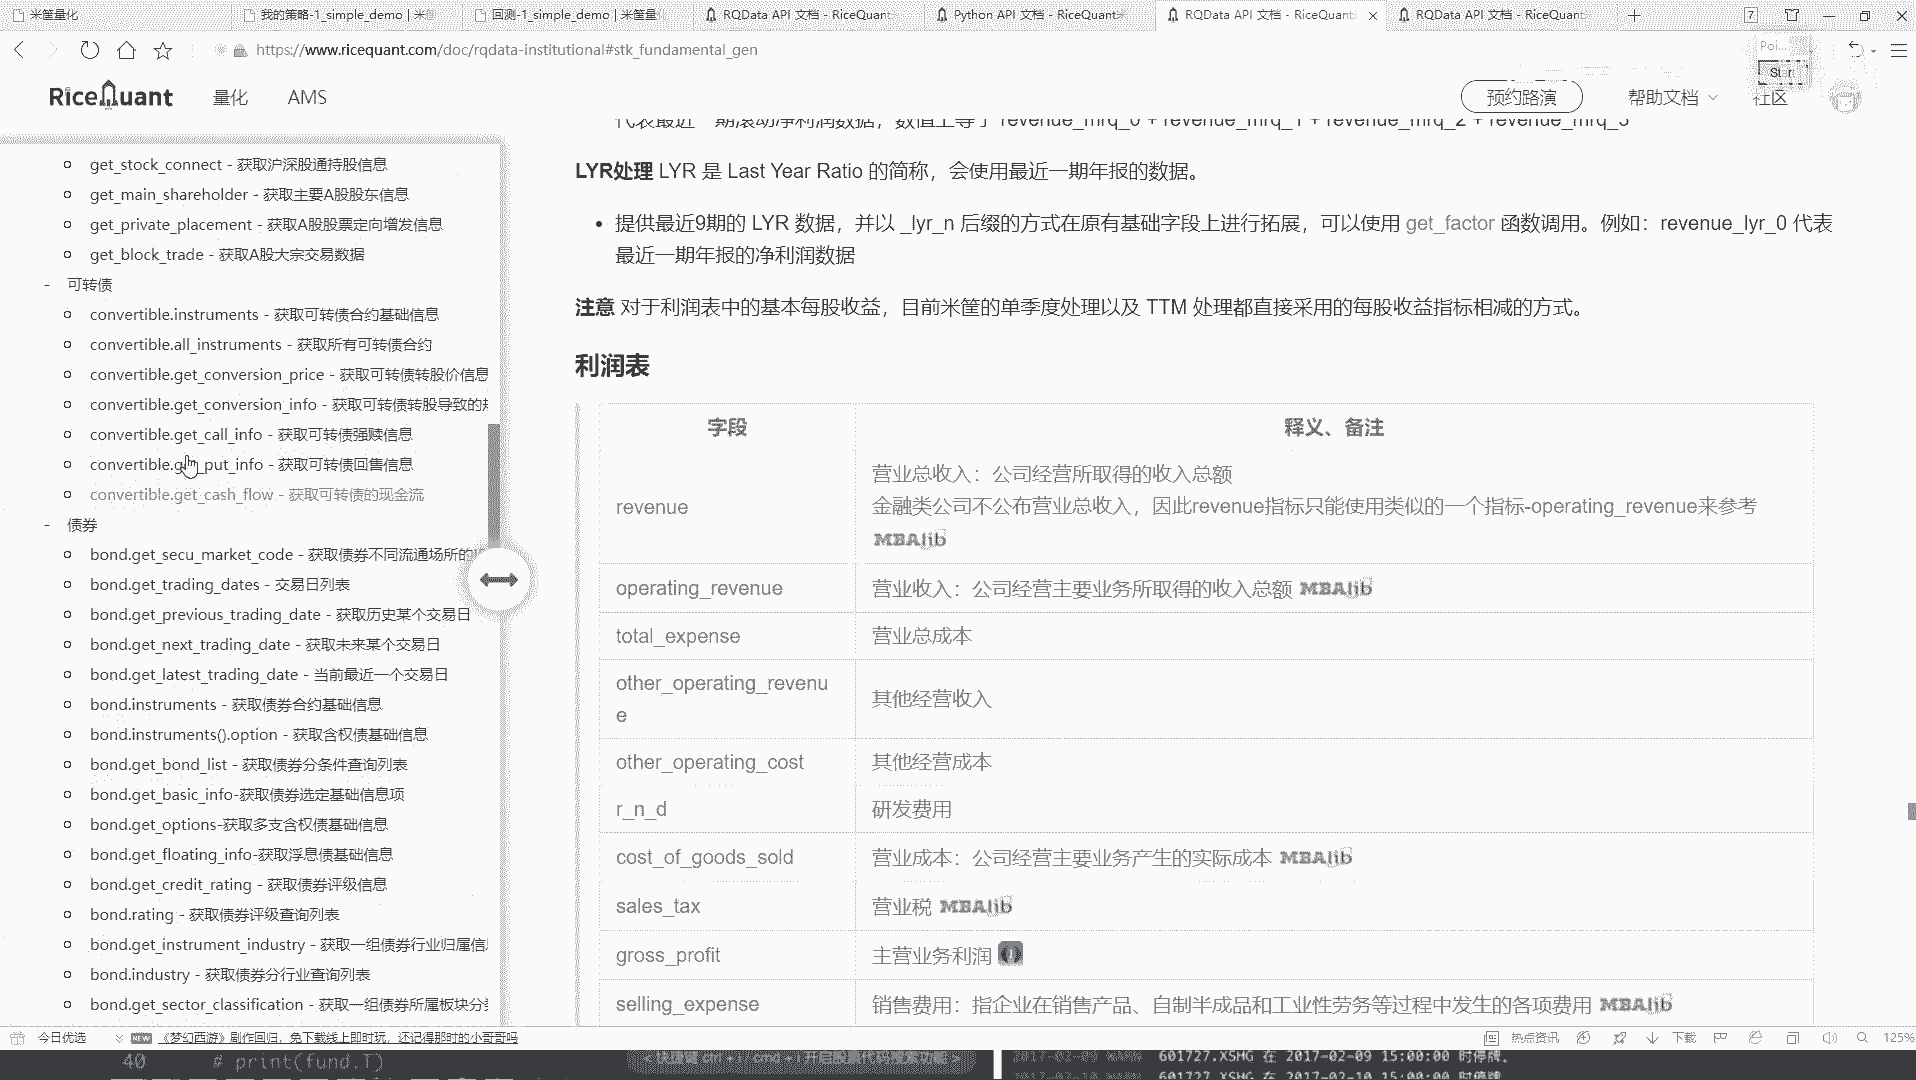 米筐量化
我的策略-1_simple_demo | 米筐
回测-1_simple_demo | 米筐量化
RQData API 文档 - RiceQuant
Python API 文档 - RiceQuant米
RQData API 文档 - RiceQuant
RQData API 文档 - RiceQuant
7
https://www.ricequant.com/doc/rqdata-institutional#stk_fundamental_gen
Poi...
Start
RiceQuant
量化
AMS
预约路演
帮助文档
社区
get_stock_connect - 获取沪深股通持股信息
get_main_shareholder - 获取主要A股股东信息
get_private_placement - 获取A股股票定向增发信息
get_block_trade - 获取A股大宗交易数据
- 可转债
convertible.instruments - 获取可转债合约基础信息
convertible.all_instruments - 获取所有可转债合约
convertible.get_conversion_price - 获取可转债转股价信息
convertible.get_conversion_info - 获取可转债转股导致的
convertible.get_call_info - 获取可转债强赎信息
convertible.get_put_info - 获取可转债回售信息
convertible.get_cash_flow - 获取可转债的现金流
- 债券
bond.get_secu_market_code - 获取债券不同流通场所的
bond.get_trading_dates - 交易日列表
bond.get_previous_trading_date - 获取历史某个交易日
bond.get_next_trading_date - 获取未来某个交易日
bond.get_latest_trading_date - 当前最近一个交易日
bond.instruments - 获取债券合约基础信息
bond.instruments().option - 获取含权债基础信息
bond.get_bond_list - 获取债券分条件查询列表
bond.get_basic_info-获取债券选定基础信息项
bond.get_options-获取多支含权债基础信息
bond.get_floating_info-获取浮息债基础信息
bond.get_credit_rating - 获取债券评级信息
bond.rating - 获取债券评级查询列表
bond.get_instrument_industry - 获取一组债券行业归属信
bond.industry - 获取债券分行业查询列表
bond.get_sector_classification - 获取一组债券所属板块分
代表最近一期滚动净利润数据，数值上等于 revenue_mrq_0 + revenue_mrq_1 + revenue_mrq_2 + revenue_mrq_3
LYR处理 LYR 是 Last Year Ratio 的简称，会使用最近一期年报的数据。
• 提供最近9期的 LYR 数据，并以 _lyr_n 后缀的方式在原有基础字段上进行拓展，可以使用 get_factor 函数调用。例如：revenue_lyr_0 代表
最近一期年报的净利润数据
注意 对于利润表中的基本每股收益，目前米筐的单季度处理以及 TTM 处理都直接采用的每股收益指标相减的方式。
利润表
字段 释义、备注
revenue
营业总收入：公司经营所取得的收入总额
金融类公司不公布营业总收入，因此revenue指标只能使用类似的一个指标-operating_revenue来参考
MBAlib
operating_revenue 营业收入：公司经营主要业务所取得的收入总额 MBAlib
total_expense 营业总成本
other_operating_revenu
e
其他经营收入
other_operating_cost 其他经营成本
r_n_d 研发费用
cost_of_goods_sold 营业成本：公司经营主要业务产生的实际成本 MBAlib
sales_tax 营业税 MBAlib
gross_profit 主营业务利润
selling_expense 销售费用：指企业在销售产品、自制半成品和工业性劳务等过程中发生的各项费用 MBAlib
今日优选
NEW 《梦幻西游》剧作回归，免下载线上即时玩，还记得那时的小哥哥吗
热点资讯
下载
125%
40 # print(fund.T)
<快捷键 ctrl + i / cmd + i 开启股票代码搜索功能>
2017-02-09 WARN 601727.XSHG 在 2017-02-09 15:00:00 时停牌。
2017-02-10 WARN 601727.XSHG 在 2017-02-10 15:00:00 时停牌。